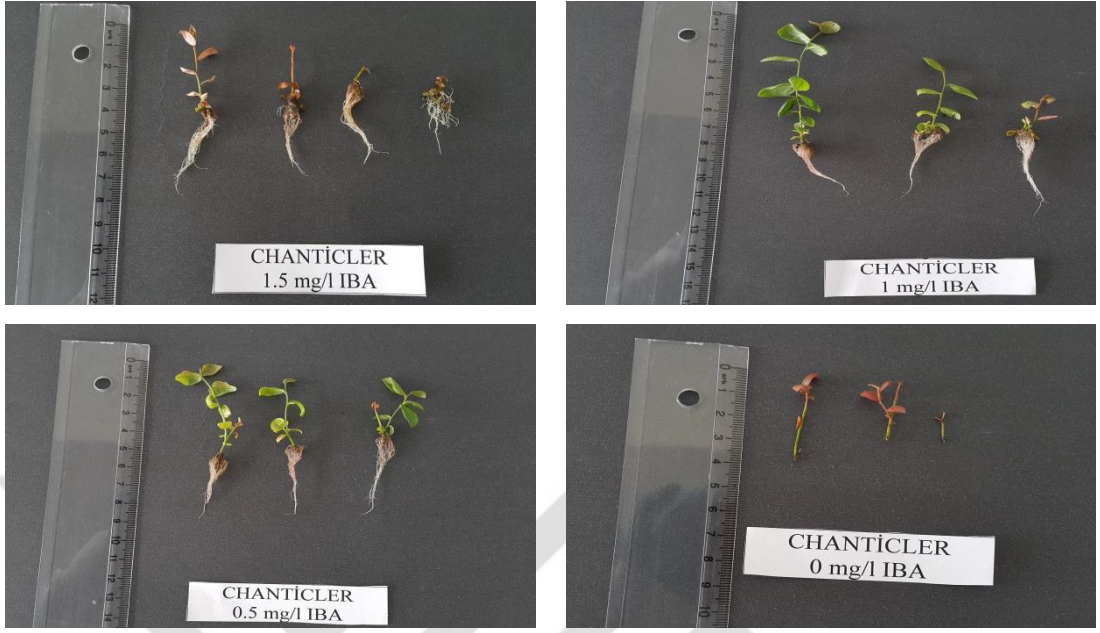 CHANTİCLER
1.5 mg/l IBA
CHANTİCLER
1 mg/l IBA
CHANTİCLER
0.5 mg/l IBA
CHANTİCLER
0 mg/l IBA